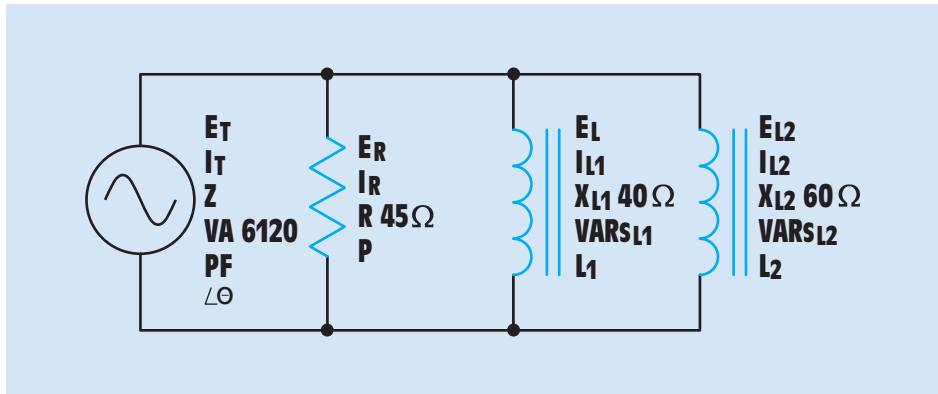 ET
IT
Z
VA 6120
PF
∠Θ
ER
IR
R 45Ω
P
EL
IL1
XL1 40Ω
VARsL1
L1
EL2
IL2
XL2 60Ω
VARsL2
L2